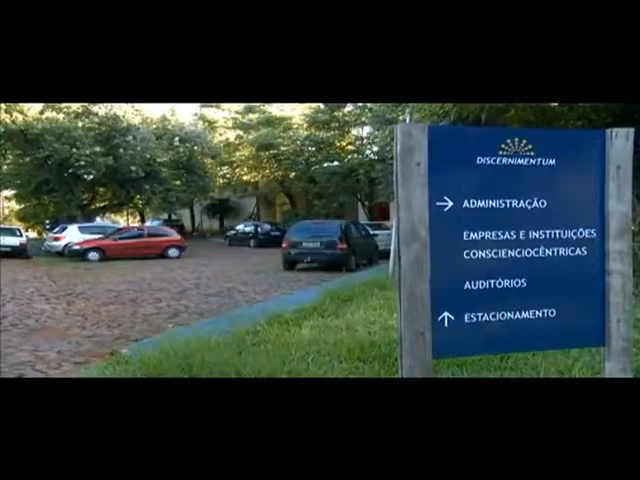 DISCERNIMENTUM
→ ADMINISTRAÇÃO
EMPRESAS E INSTITUIÇÕES
CONSCIENCIOCÊNTRICAS
AUDITÓRIOS
↑ ESTACIONAMENTO